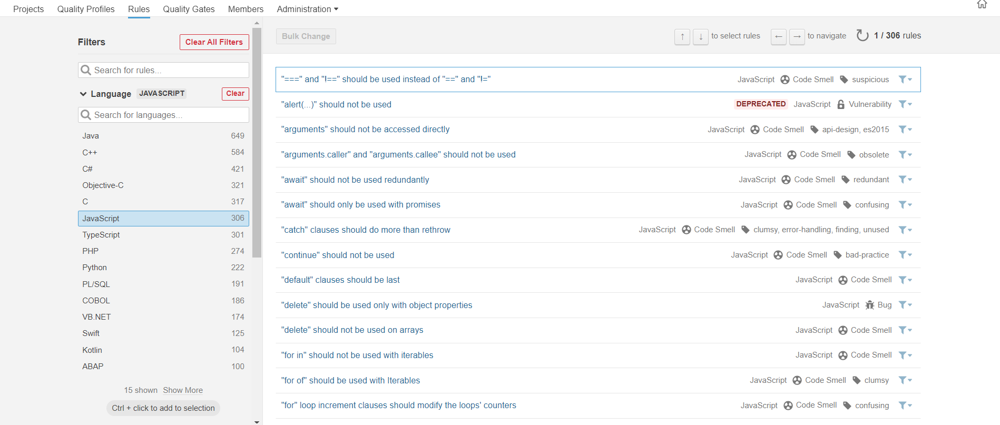 Projects Quality Profiles Rules Quality Gates Members Administration
Filters Clear All Filters
Search for rules...
Language JAVASCRIPT Clear
Search for languages...
Java 649
C++ 584
C# 421
Objective-C 321
C 317
JavaScript 306
TypeScript 301
PHP 274
Python 222
PL/SQL 191
COBOL 186
VB.NET 174
Swift 125
Kotlin 104
ABAP 100
15 shown Show More
Ctrl + click to add to selection
Bulk Change ↑ ↓ to select rules ← → to navigate 1 / 306 rules
"===" and "!==" should be used instead of "==" and "!=" JavaScript Code Smell suspicious
"alert(...)" should not be used DEPRECATED JavaScript Vulnerability
"arguments" should not be accessed directly JavaScript Code Smell api-design, es2015
"arguments.caller" and "arguments.callee" should not be used JavaScript Code Smell obsolete
"await" should not be used redundantly JavaScript Code Smell redundant
"await" should only be used with promises JavaScript Code Smell confusing
"catch" clauses should do more than rethrow JavaScript Code Smell clumsy, error-handling, finding, unused
"continue" should not be used JavaScript Code Smell bad-practice
"default" clauses should be last JavaScript Code Smell
"delete" should be used only with object properties JavaScript Bug
"delete" should not be used on arrays JavaScript Code Smell
"for in" should not be used with iterables JavaScript Code Smell
"for of" should be used with Iterables JavaScript Code Smell clumsy
"for" loop increment clauses should modify the loops' counters JavaScript Code Smell confusing